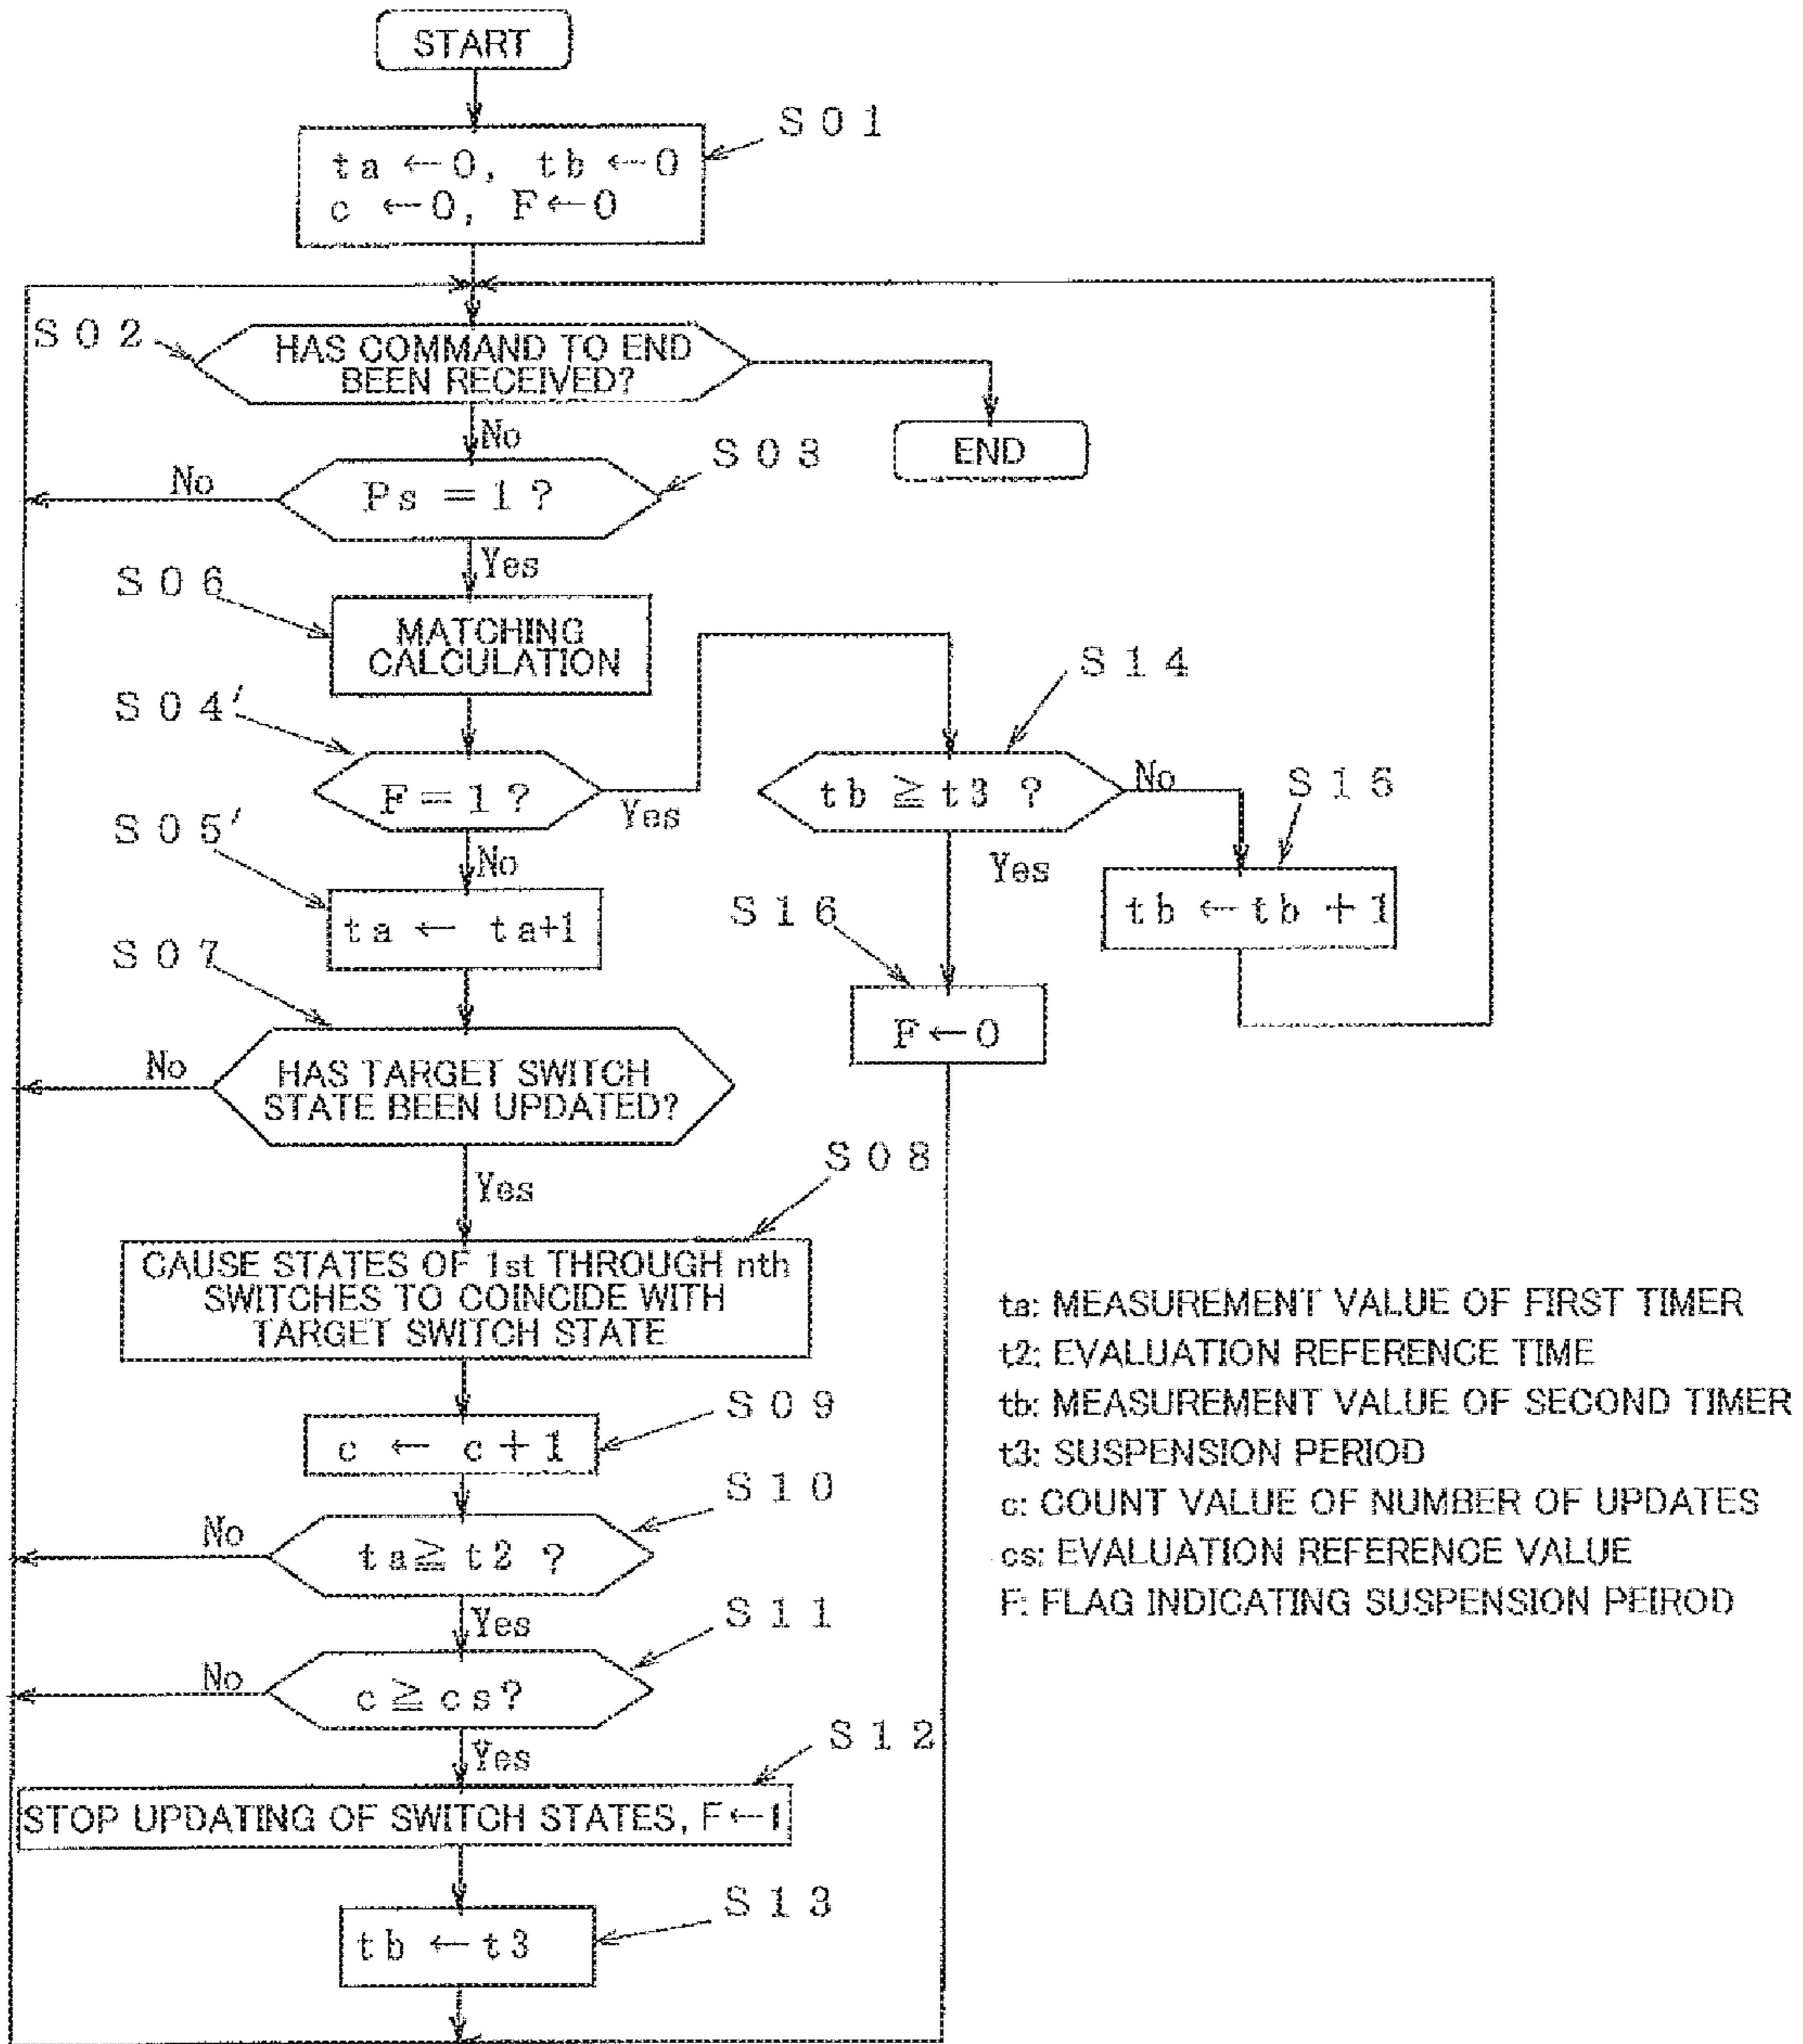 START
S01
ta ← 0, tb ← 0
c ← 0, F ← 0
S02
HAS COMMAND TO END
BEEN RECEIVED?
No
END
S03
No
Ps = 1 ?
Yes
S06
MATCHING
CALCULATION
S04′
F = 1 ?
Yes
No
S14
tb ≧ t3 ?
No
Yes
S15
tb ← tb + 1
S05′
ta ← ta+1
S16
F ← 0
S07
No
HAS TARGET SWITCH
STATE BEEN UPDATED?
Yes
S08
CAUSE STATES OF 1st THROUGH nth
SWITCHES TO COINCIDE WITH
TARGET SWITCH STATE
S09
c ← c + 1
S10
No
ta ≧ t2 ?
Yes
S11
No
c ≧ cs?
Yes
S12
STOP UPDATING OF SWITCH STATES, F ← 1
S13
tb ← t3
ta: MEASUREMENT VALUE OF FIRST TIMER
t2: EVALUATION REFERENCE TIME
tb: MEASUREMENT VALUE OF SECOND TIMER
t3: SUSPENSION PERIOD
c: COUNT VALUE OF NUMBER OF UPDATES
cs: EVALUATION REFERENCE VALUE
F: FLAG INDICATING SUSPENSION PEIROD